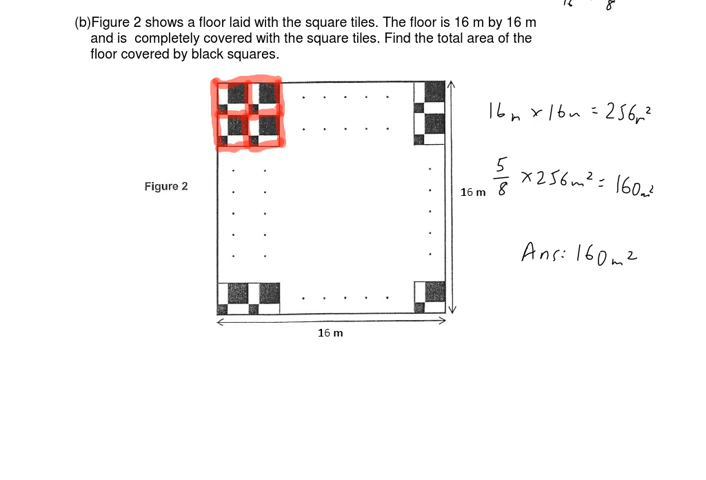 (b)Figure 2 shows a floor laid with the square tiles. The floor is 16 m by 16 m
and is completely covered with the square tiles. Find the total area of the
floor covered by black squares.
16m x 16m = 256m²
Figure 2
16 m
5/8 x 256m² = 160m²
Ans: 160m²
16 m